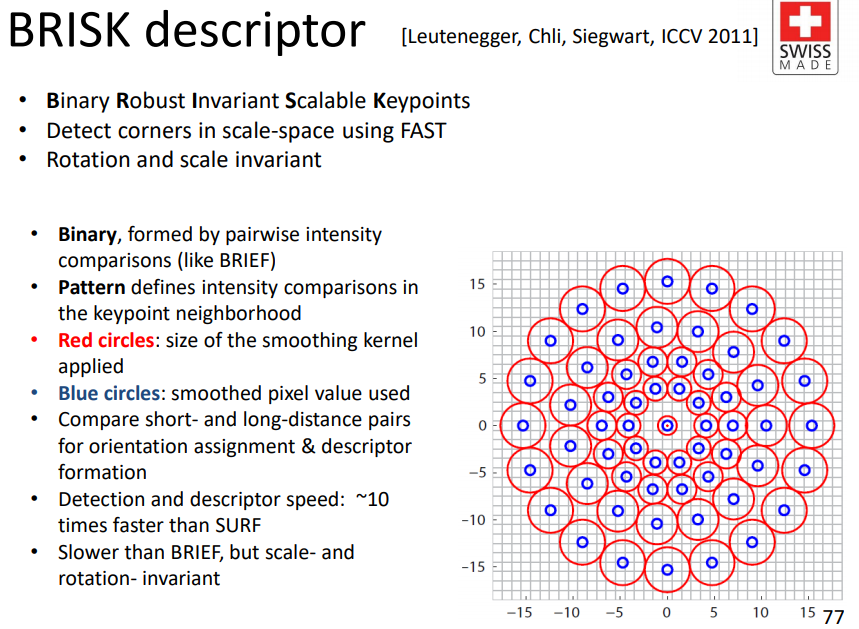 BRISK descriptor
[Leutenegger, Chli, Siegwart, ICCV 2011]
SWISS
MADE
• Binary Robust Invariant Scalable Keypoints
• Detect corners in scale-space using FAST
• Rotation and scale invariant
• Binary, formed by pairwise intensity
comparisons (like BRIEF)
• Pattern defines intensity comparisons in
the keypoint neighborhood
• Red circles: size of the smoothing kernel
applied
• Blue circles: smoothed pixel value used
• Compare short- and long-distance pairs
for orientation assignment & descriptor
formation
• Detection and descriptor speed: ~10
times faster than SURF
• Slower than BRIEF, but scale- and
rotation- invariant
15
10
5
0
−5
−10
−15
−15 −10 −5 0 5 10 15
77